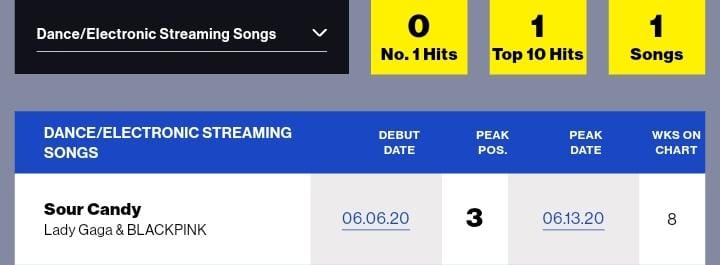 Dance/Electronic Streaming Songs
0
No. 1 Hits
1
Top 10 Hits
1
Songs
DANCE/ELECTRONIC STREAMING
SONGS
DEBUT
DATE
PEAK
POS.
PEAK
DATE
WKS ON
CHART
Sour Candy
Lady Gaga & BLACKPINK
06.06.20
3
06.13.20
8